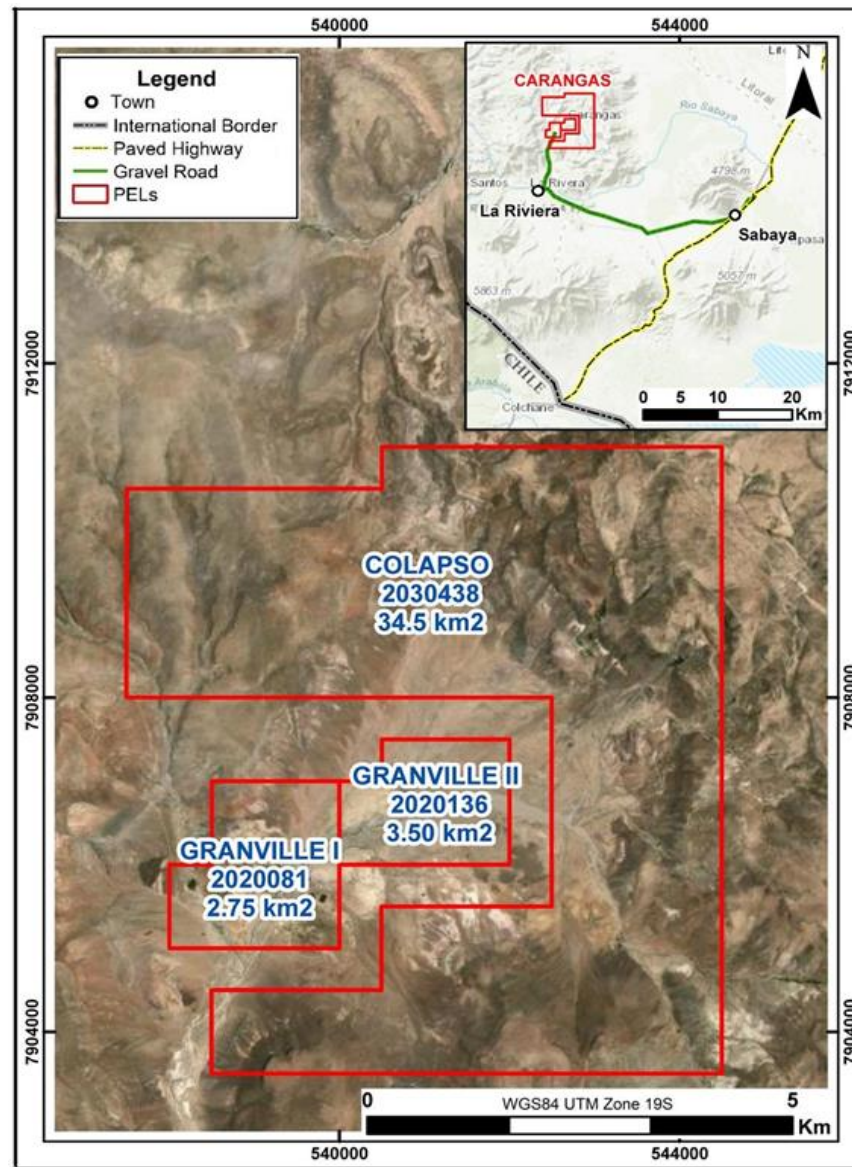 540000
544000
Legend
Town
International Border
Paved Highway
Gravel Road
PELs
CARANGAS
Carangas
Litoral
Rio Sabaya
N
4798 m
Santos
La Rivera
La Riviera
Sabaya
5057 m
5863 m
CHILE
Colchane
0 5 10 20
Km
7912000
7912000
COLAPSO
2030438
34.5 km2
7908000
7908000
GRANVILLE II
2020136
3.50 km2
GRANVILLE I
2020081
2.75 km2
7904000
7904000
0
WGS84 UTM Zone 19S
5
Km
540000
544000